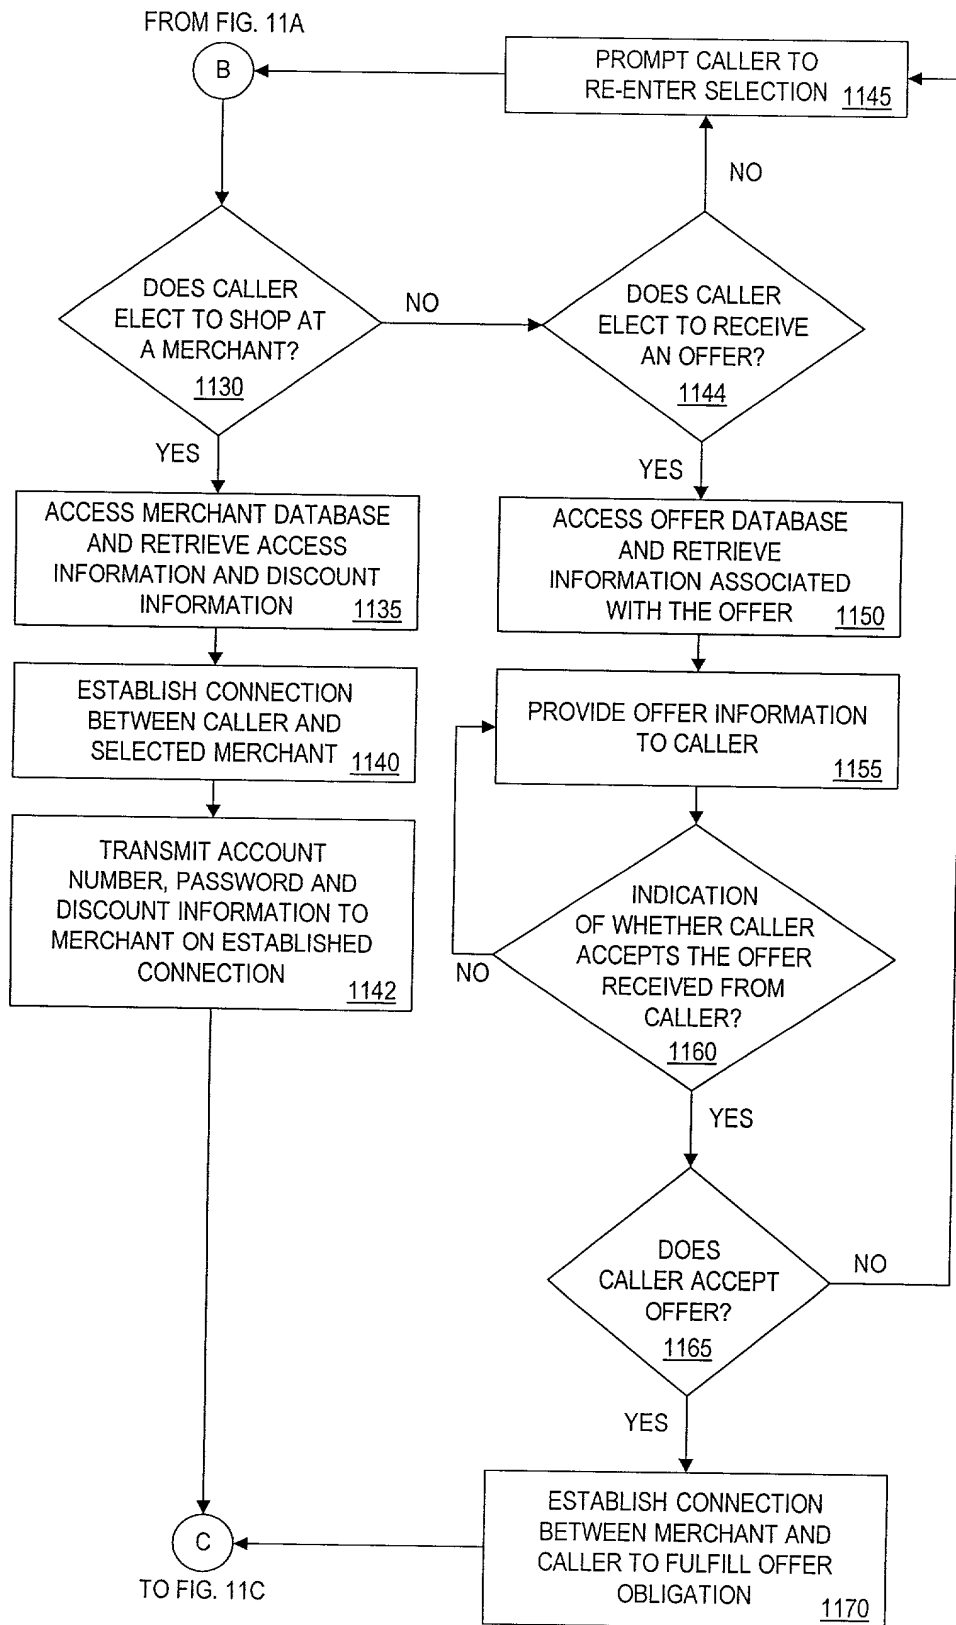 FROM FIG. 11A
B
PROMPT CALLER TO
RE-ENTER SELECTION 1145
NO
DOES CALLER
ELECT TO SHOP AT
A MERCHANT?
1130
NO
DOES CALLER
ELECT TO RECEIVE
AN OFFER?
1144
YES
YES
ACCESS MERCHANT DATABASE
AND RETRIEVE ACCESS
INFORMATION AND DISCOUNT
INFORMATION 1135
ACCESS OFFER DATABASE
AND RETRIEVE
INFORMATION ASSOCIATED
WITH THE OFFER 1150
ESTABLISH CONNECTION
BETWEEN CALLER AND
SELECTED MERCHANT 1140
PROVIDE OFFER INFORMATION
TO CALLER
1155
TRANSMIT ACCOUNT
NUMBER, PASSWORD AND
DISCOUNT INFORMATION TO
MERCHANT ON ESTABLISHED
CONNECTION
1142
INDICATION
OF WHETHER CALLER
ACCEPTS THE OFFER
RECEIVED FROM
CALLER?
1160
NO
YES
DOES
CALLER ACCEPT
OFFER?
1165
NO
YES
ESTABLISH CONNECTION
BETWEEN MERCHANT AND
CALLER TO FULFILL OFFER
OBLIGATION
1170
C
TO FIG. 11C